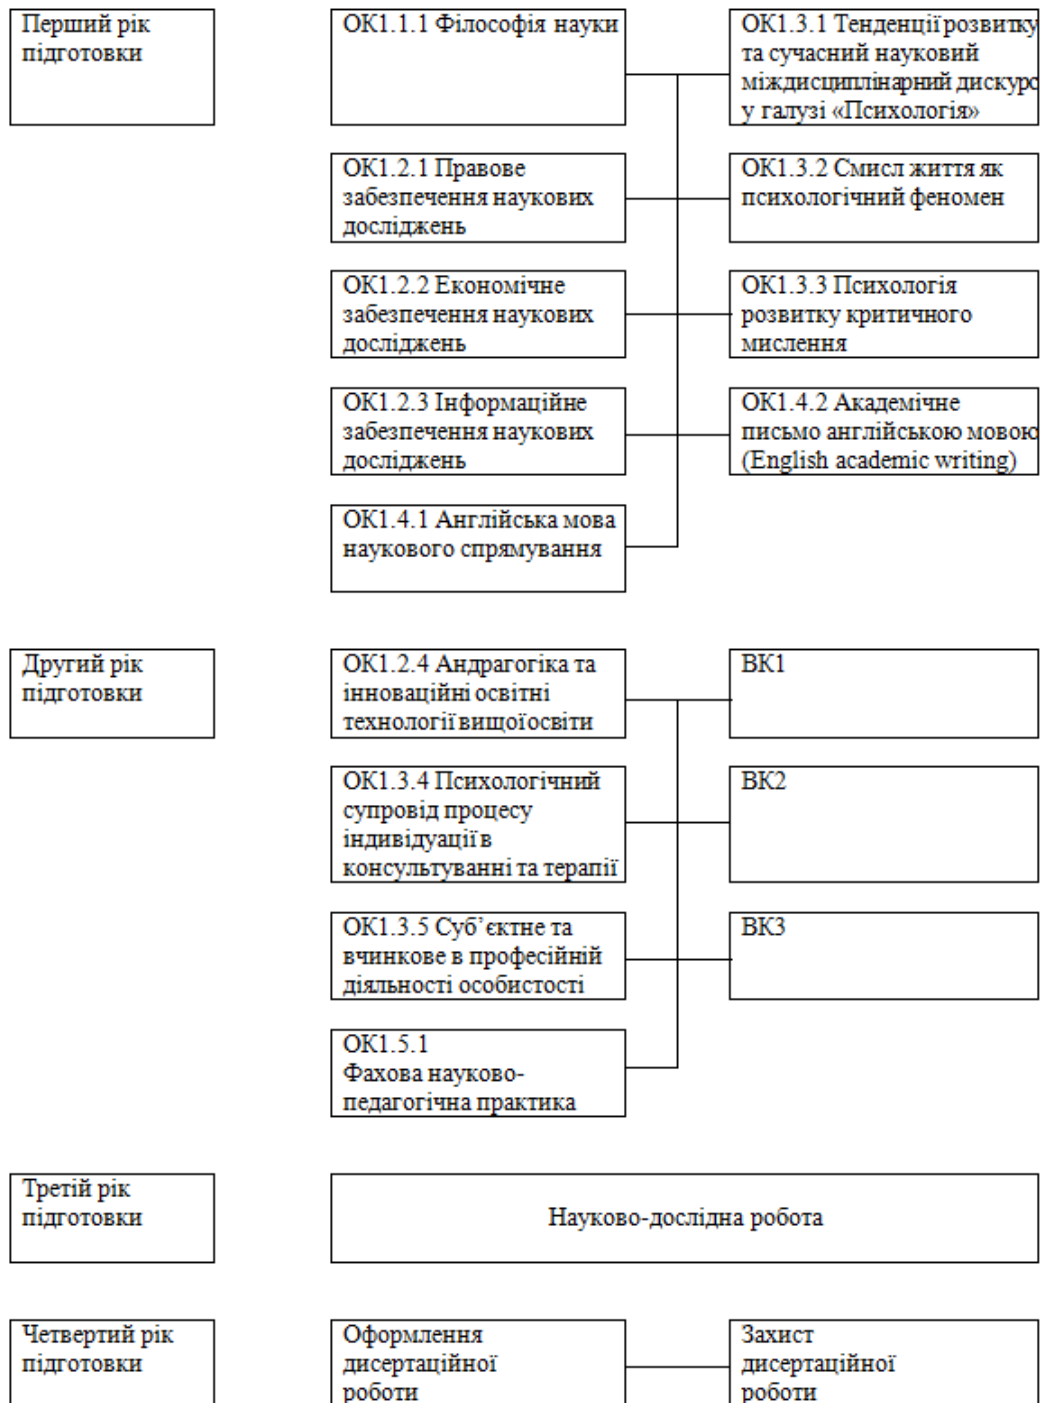 Перший рік
підготовки
ОК1.1.1 Філософія науки
ОК1.3.1 Тенденції розвитку
та сучасний науковий
міждисциплінарний дискурс
у галузі «Психологія»
ОК1.2.1 Правове
забезпечення наукових
досліджень
ОК1.3.2 Смисл життя як
психологічний феномен
ОК1.2.2 Економічне
забезпечення наукових
досліджень
ОК1.3.3 Психологія
розвитку критичного
мислення
ОК1.2.3 Інформаційне
забезпечення наукових
досліджень
ОК1.4.2 Академічне
письмо англійською мовою
(English academic writing)
ОК1.4.1 Англійська мова
наукового спрямування
Другий рік
підготовки
ОК1.2.4 Андрагогіка та
інноваційні освітні
технології вищої освіти
ВК1
ОК1.3.4 Психологічний
супровід процесу
індивідуації в
консультуванні та терапії
ВК2
ОК1.3.5 Суб’єктне та
вчинкове в професійній
діяльності особистості
ВК3
ОК1.5.1
Фахова науково-
педагогічна практика
Третій рік
підготовки
Науково-дослідна робота
Четвертий рік
підготовки
Оформлення
дисертаційної
роботи
Захист
дисертаційної
роботи